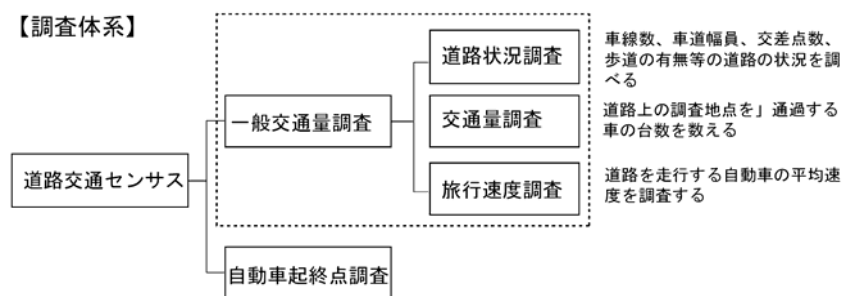 【調査体系】
道路状況調査
車線数、車道幅員、交差点数、
歩道の有無等の道路の状況を調
べる
一般交通量調査
交通量調査
道路上の調査地点を」通過する
車の台数を数える
道路交通センサス
旅行速度調査
道路を走行する自動車の平均速
度を調査する
自動車起終点調査